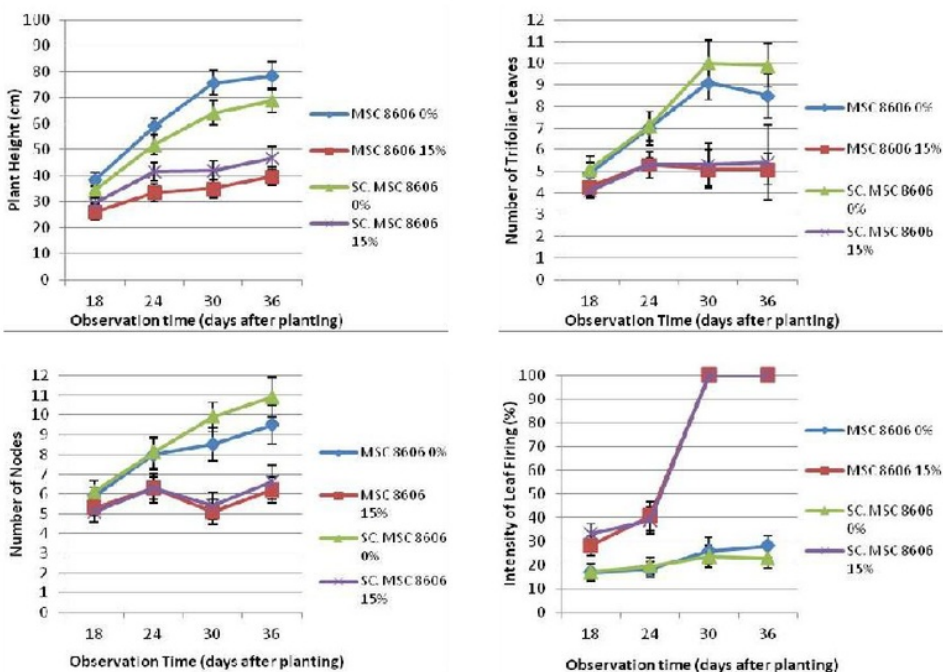 100
90
80
70
60
50
40
30
20
10
0
Plant Height (cm)
18 24 30 36
Observation time (days after planting)
MSC 8606 0%
MSC 8606 15%
SC. MSC 8606
0%
SC. MSC 8606
15%
12
11
10
9
8
7
6
5
4
3
2
1
0
Number of Trifoliar Leaves
18 24 30 36
Observation Time (days after planting)
MSC 8606 0%
MSC 8606 15%
SC. MSC 8606
0%
SC. MSC 8606
15%
12
11
10
9
8
7
6
5
4
3
2
1
0
Number of Nodes
18 24 30 36
Observation Time (days after planting)
MSC 8606 0%
MSC 8606
15%
SC. MSC 8606
0%
SC. MSC 8606
15%
100
90
80
70
60
50
40
30
20
10
0
Intensity of Leaf Firing (%)
18 24 30 36
Observation time (days after planting)
MSC 8606 0%
MSC 8606 15%
SC. MSC 8606
0%
SC. MSC 8606
15%